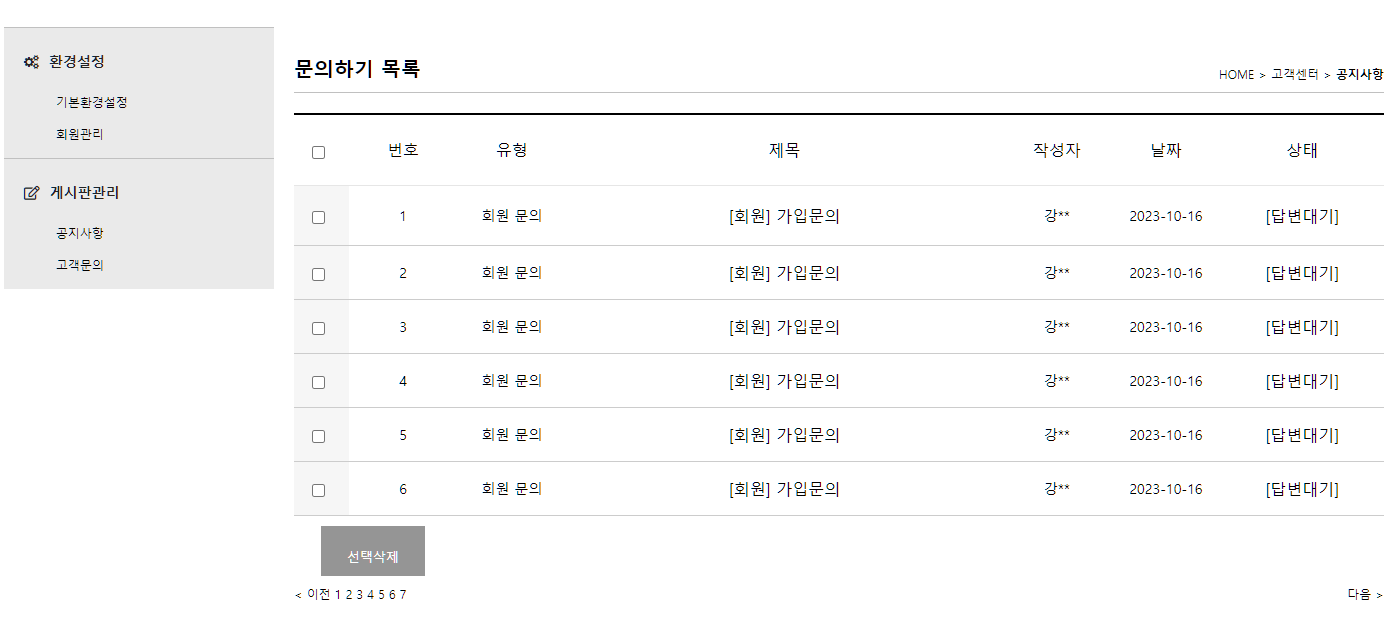 환경설정
기본환경설정
회원관리
게시판관리
공지사항
고객문의
문의하기 목록
HOME > 고객센터 > 공지사항
번호 유형 제목 작성자 날짜 상태
1 회원 문의 [회원] 가입문의 강** 2023-10-16 [답변대기]
2 회원 문의 [회원] 가입문의 강** 2023-10-16 [답변대기]
3 회원 문의 [회원] 가입문의 강** 2023-10-16 [답변대기]
4 회원 문의 [회원] 가입문의 강** 2023-10-16 [답변대기]
5 회원 문의 [회원] 가입문의 강** 2023-10-16 [답변대기]
6 회원 문의 [회원] 가입문의 강** 2023-10-16 [답변대기]
선택삭제
< 이전 1 2 3 4 5 6 7 다음 >